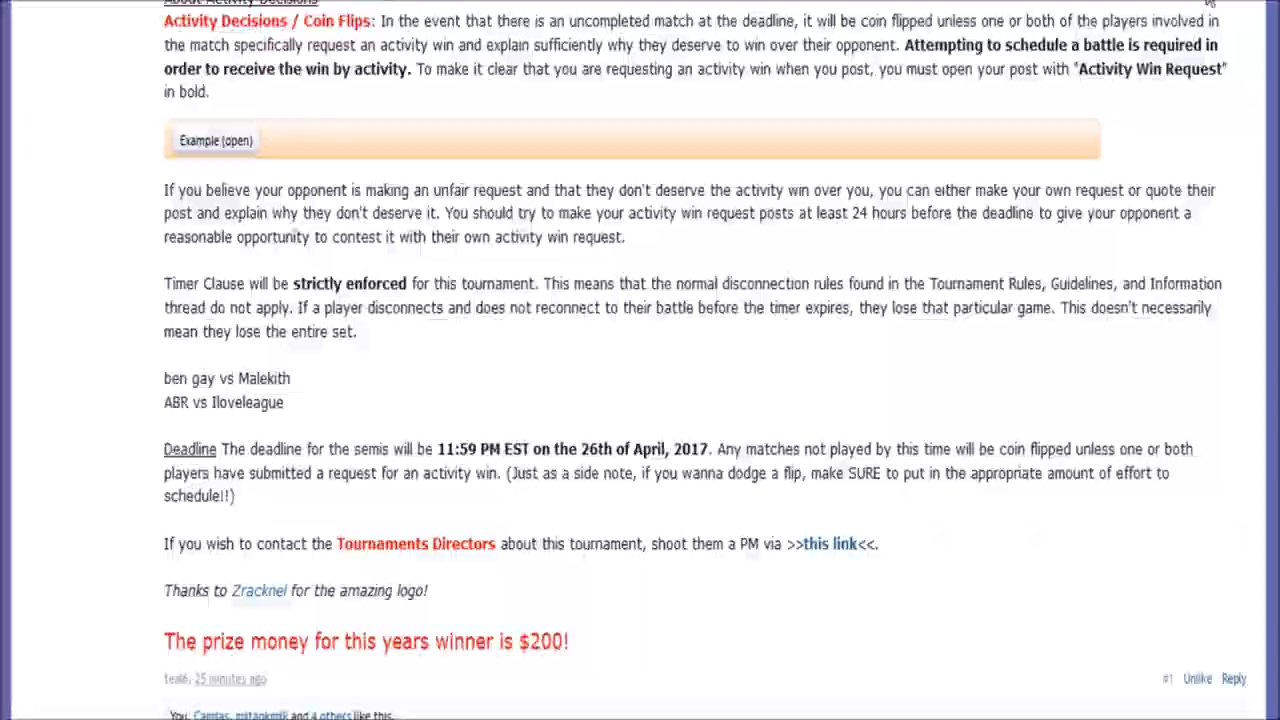 About Activity Decisions
Activity Decisions / Coin Flips: In the event that there is an uncompleted match at the deadline, it will be coin flipped unless one or both of the players involved in
the match specifically request an activity win and explain sufficiently why they deserve to win over their opponent. Attempting to schedule a battle is required in
order to receive the win by activity. To make it clear that you are requesting an activity win when you post, you must open your post with "Activity Win Request"
in bold.
Example (open)
If you believe your opponent is making an unfair request and that they don't deserve the activity win over you, you can either make your own request or quote their
post and explain why they don't deserve it. You should try to make your activity win request posts at least 24 hours before the deadline to give your opponent a
reasonable opportunity to contest it with their own activity win request.
Timer Clause will be strictly enforced for this tournament. This means that the normal disconnection rules found in the Tournament Rules, Guidelines, and Information
thread do not apply. If a player disconnects and does not reconnect to their battle before the timer expires, they lose that particular game. This doesn't necessarily
mean they lose the entire set.
ben gay vs Malekith
ABR vs Iloveleague
Deadline The deadline for the semis will be 11:59 PM EST on the 26th of April, 2017. Any matches not played by this time will be coin flipped unless one or both
players have submitted a request for an activity win. (Just as a side note, if you wanna dodge a flip, make SURE to put in the appropriate amount of effort to
schedule!!)
If you wish to contact the Tournaments Directors about this tournament, shoot them a PM via >>this link<<.
Thanks to Zracknel for the amazing logo!
The prize money for this years winner is $200!
teal6, 25 minutes ago
#1 Unlike Reply
You, Camtas, mitankmlk and 4 others like this.